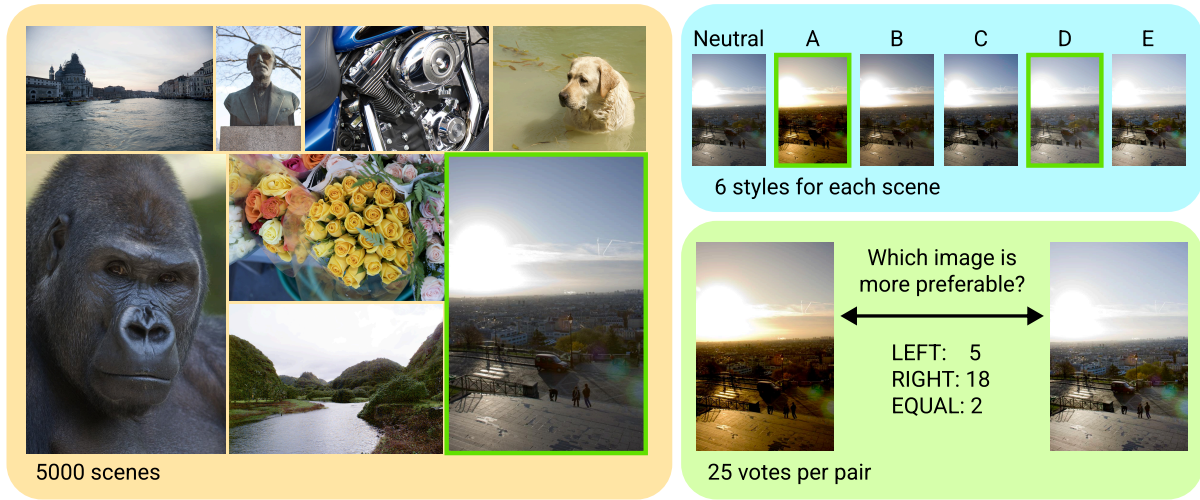 5000 scenes
Neutral A B C D E
6 styles for each scene
Which image is
more preferable?
LEFT: 5
RIGHT: 18
EQUAL: 2
25 votes per pair